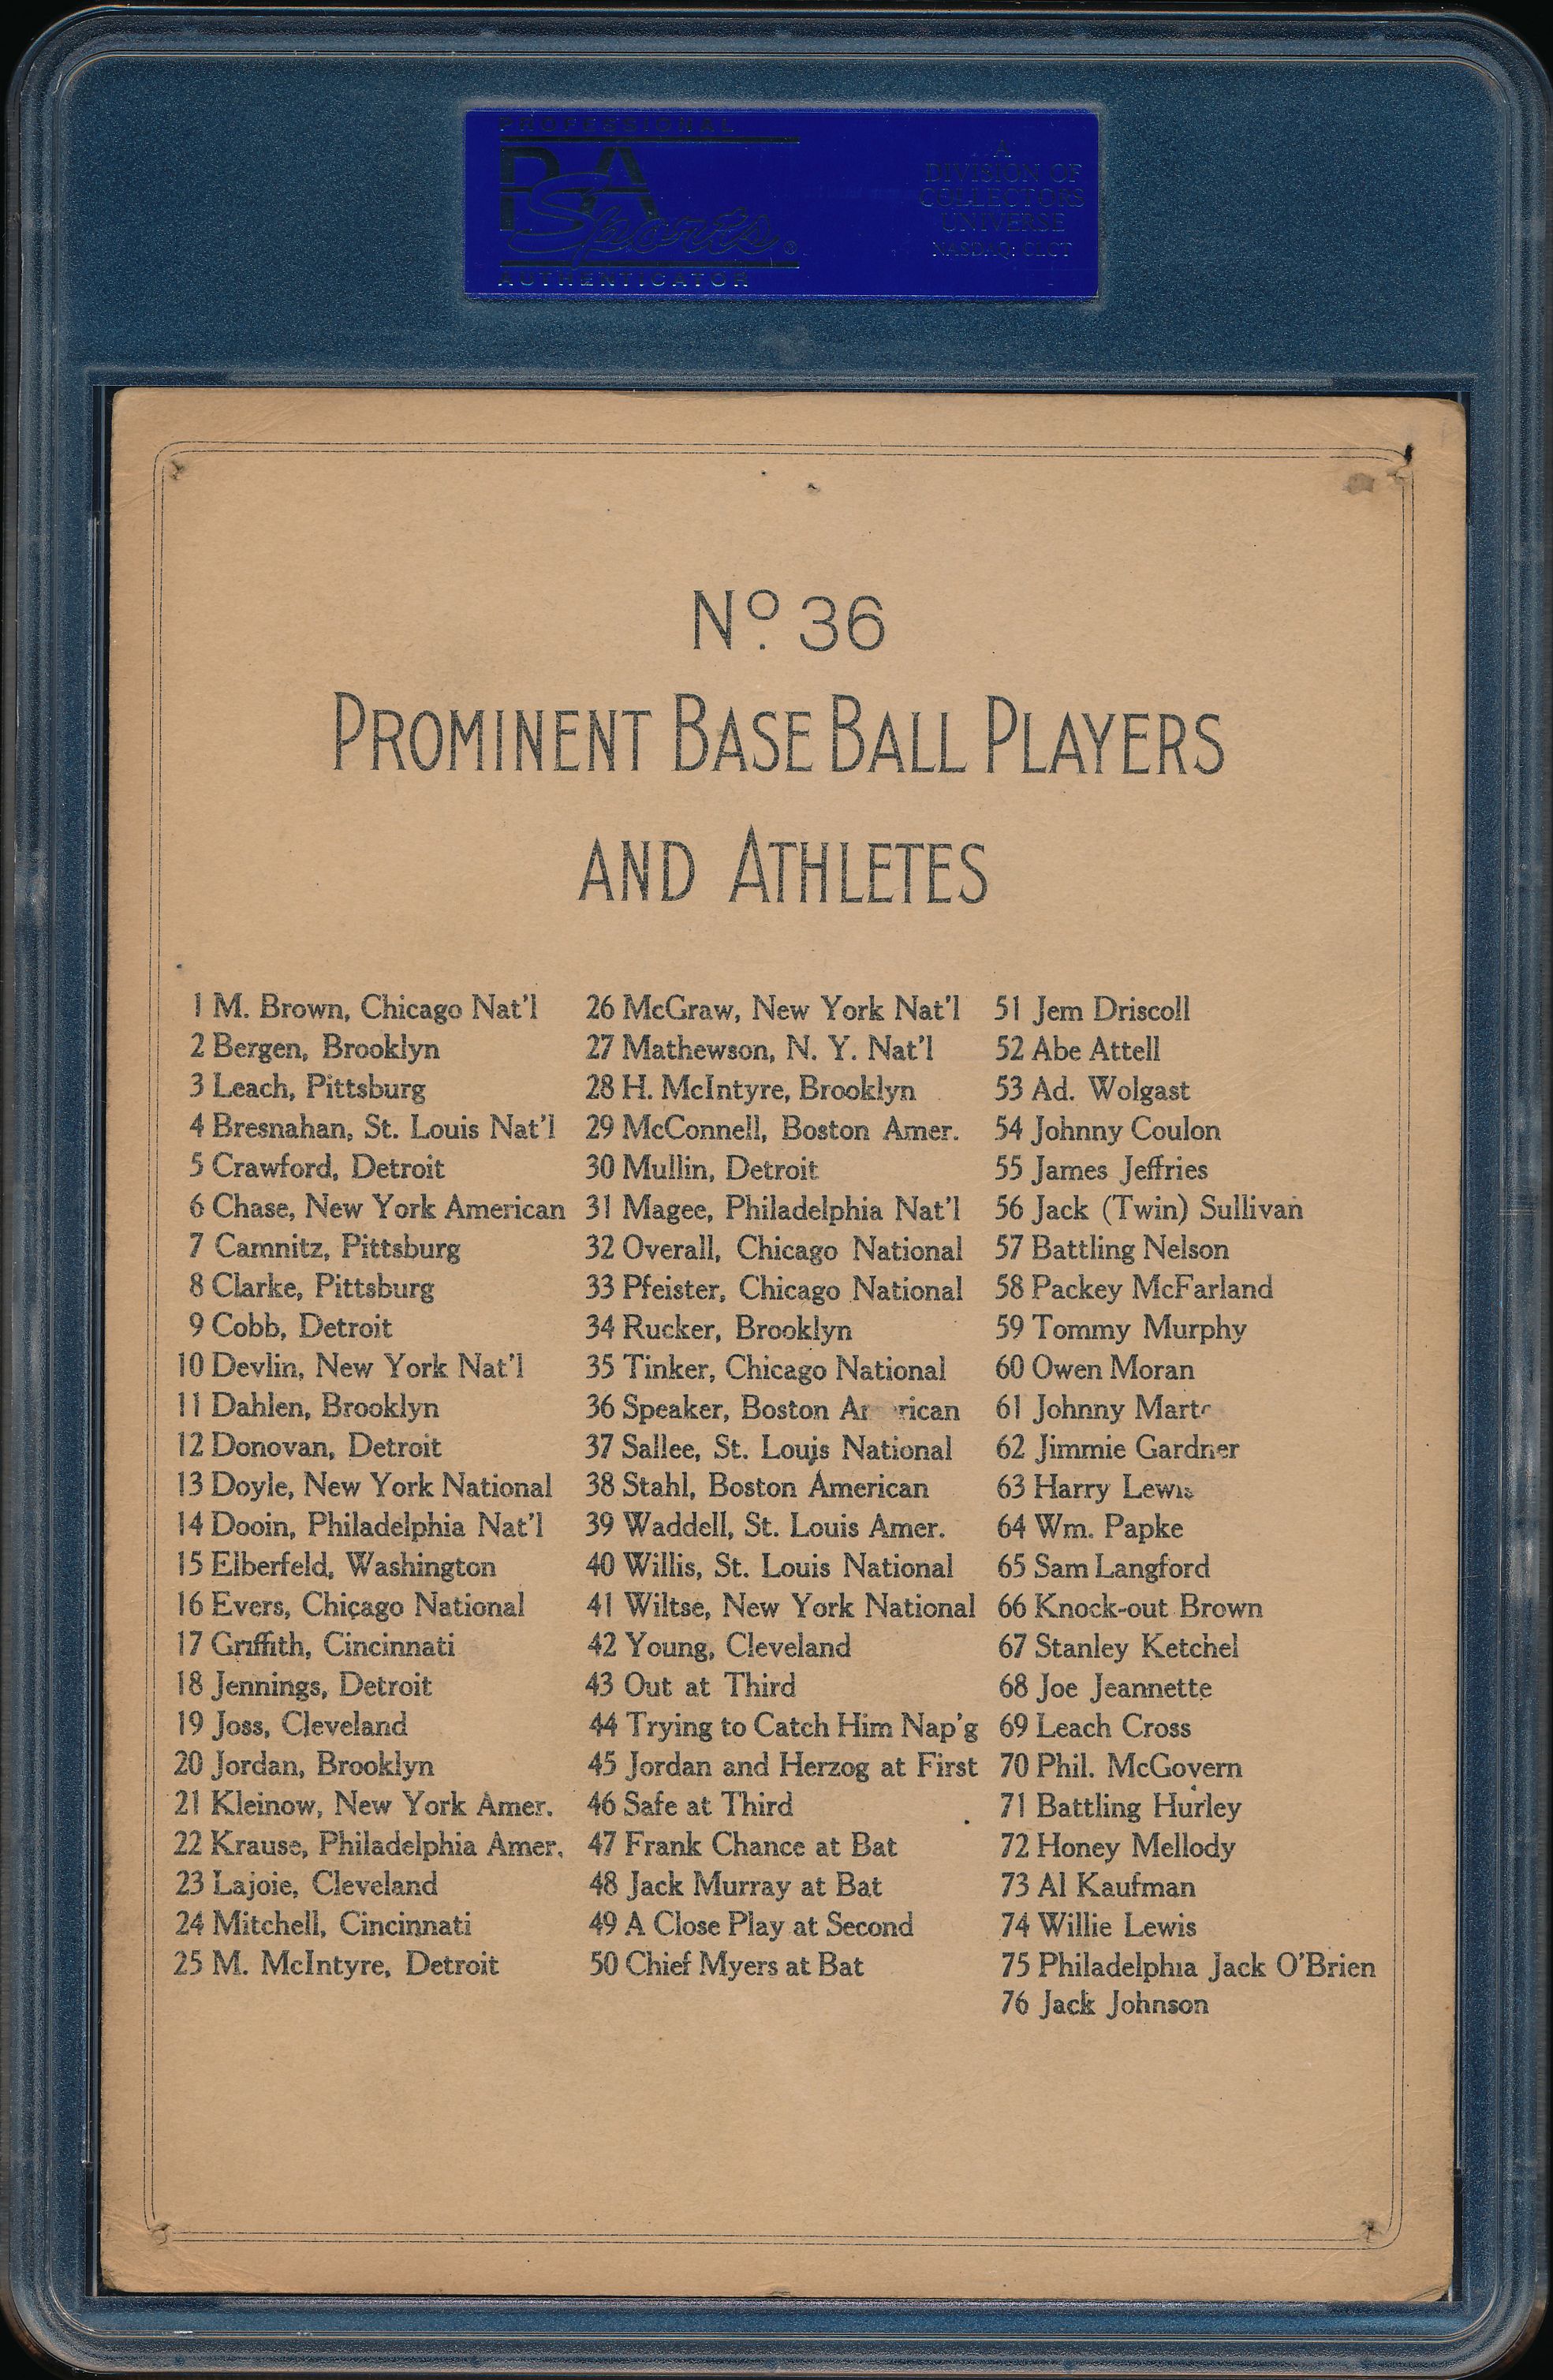 PROFESSIONAL
PSA
Sports®
AUTHENTICATOR
A
DIVISION OF
COLLECTORS
UNIVERSE
NASDAQ: CLCT
Nº 36
PROMINENT BASE BALL PLAYERS
AND ATHLETES
1 M. Brown, Chicago Nat'l
2 Bergen, Brooklyn
3 Leach, Pittsburg
4 Bresnahan, St. Louis Nat'l
5 Crawford, Detroit
6 Chase, New York American
7 Camnitz, Pittsburg
8 Clarke, Pittsburg
9 Cobb, Detroit
10 Devlin, New York Nat'l
11 Dahlen, Brooklyn
12 Donovan, Detroit
13 Doyle, New York National
14 Dooin, Philadelphia Nat'l
15 Elberfeld, Washington
16 Evers, Chicago National
17 Griffith, Cincinnati
18 Jennings, Detroit
19 Joss, Cleveland
20 Jordan, Brooklyn
21 Kleinow, New York Amer.
22 Krause, Philadelphia Amer.
23 Lajoie, Cleveland
24 Mitchell, Cincinnati
25 M. McIntyre, Detroit
26 McGraw, New York Nat'l
27 Mathewson, N. Y. Nat'l
28 H. McIntyre, Brooklyn
29 McConnell, Boston Amer.
30 Mullin, Detroit
31 Magee, Philadelphia Nat'l
32 Overall, Chicago National
33 Pfeister, Chicago National
34 Rucker, Brooklyn
35 Tinker, Chicago National
36 Speaker, Boston American
37 Sallee, St. Louis National
38 Stahl, Boston American
39 Waddell, St. Louis Amer.
40 Willis, St. Louis National
41 Wiltse, New York National
42 Young, Cleveland
43 Out at Third
44 Trying to Catch Him Nap'g
45 Jordan and Herzog at First
46 Safe at Third
47 Frank Chance at Bat
48 Jack Murray at Bat
49 A Close Play at Second
50 Chief Myers at Bat
51 Jem Driscoll
52 Abe Attell
53 Ad. Wolgast
54 Johnny Coulon
55 James Jeffries
56 Jack (Twin) Sullivan
57 Battling Nelson
58 Packey McFarland
59 Tommy Murphy
60 Owen Moran
61 Johnny
62 Jimmie Gardner
63 Harry Lewis
64 Wm. Papke
65 Sam Langford
66 Knock-out Brown
67 Stanley Ketchel
68 Joe Jeannette
69 Leach Cross
70 Phil. McGovern
71 Battling Hurley
72 Honey Mellody
73 Al Kaufman
74 Willie Lewis
75 Philadelphia Jack O'Brien
76 Jack Johnson